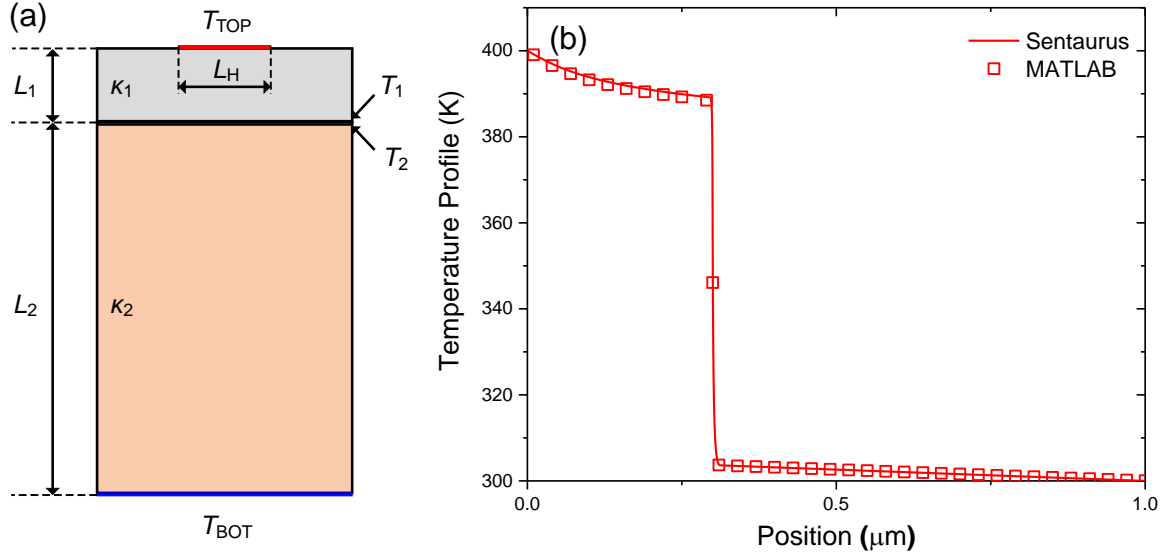 (a)
T_TOP
L_1
κ_1
L_H
T_1
T_2
L_2
κ_2
T_BOT
(b)
Sentaurus
MATLAB
Temperature Profile (K)
400
380
360
340
320
300
0.0
0.5
1.0
Position (μm)